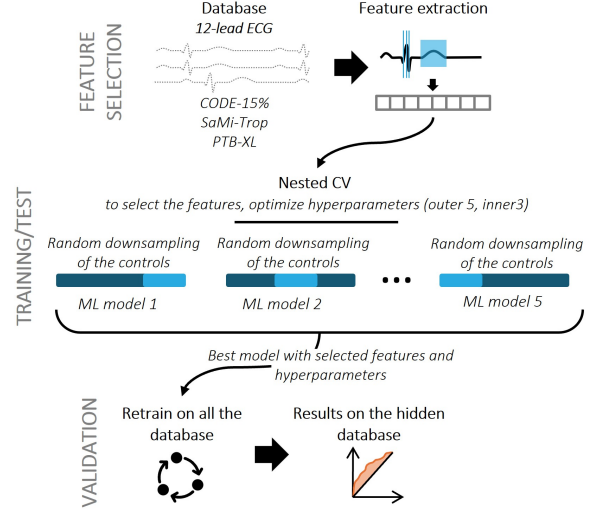 FEATURE
SELECTION
Database
12-lead ECG
CODE-15%
SaMi-Trop
PTB-XL
Feature extraction
TRAINING/TEST
Nested CV
to select the features, optimize hyperparameters (outer 5, inner3)
Random downsampling
of the controls
ML model 1
Random downsampling
of the controls
ML model 2
Random downsampling
of the controls
ML model 5
Best model with selected features and
hyperparameters
VALIDATION
Retrain on all the
database
Results on the hidden
database